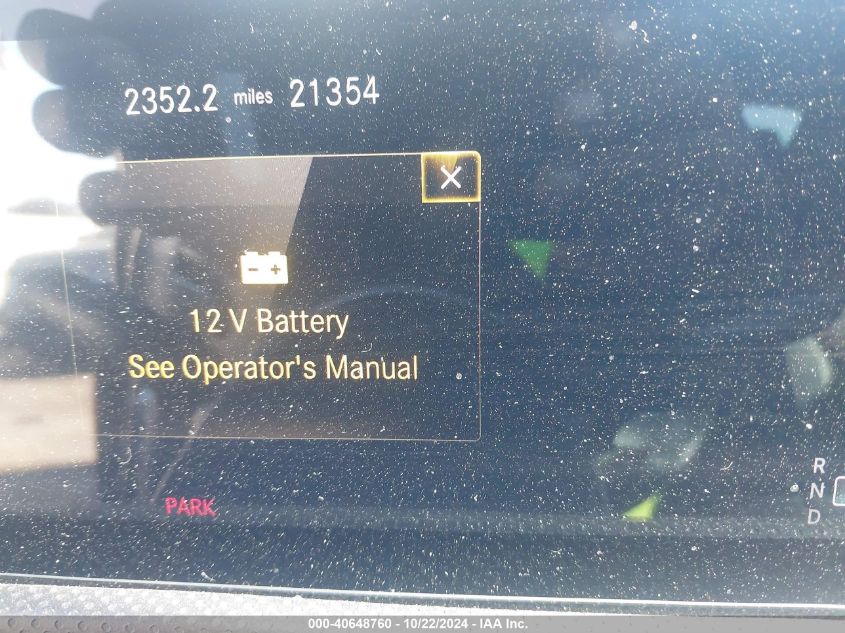 2352.2 miles 21354
12 V Battery
See Operator's Manual
PARK
R
N
D
000-40648760 - 10/22/2024 - IAA Inc.